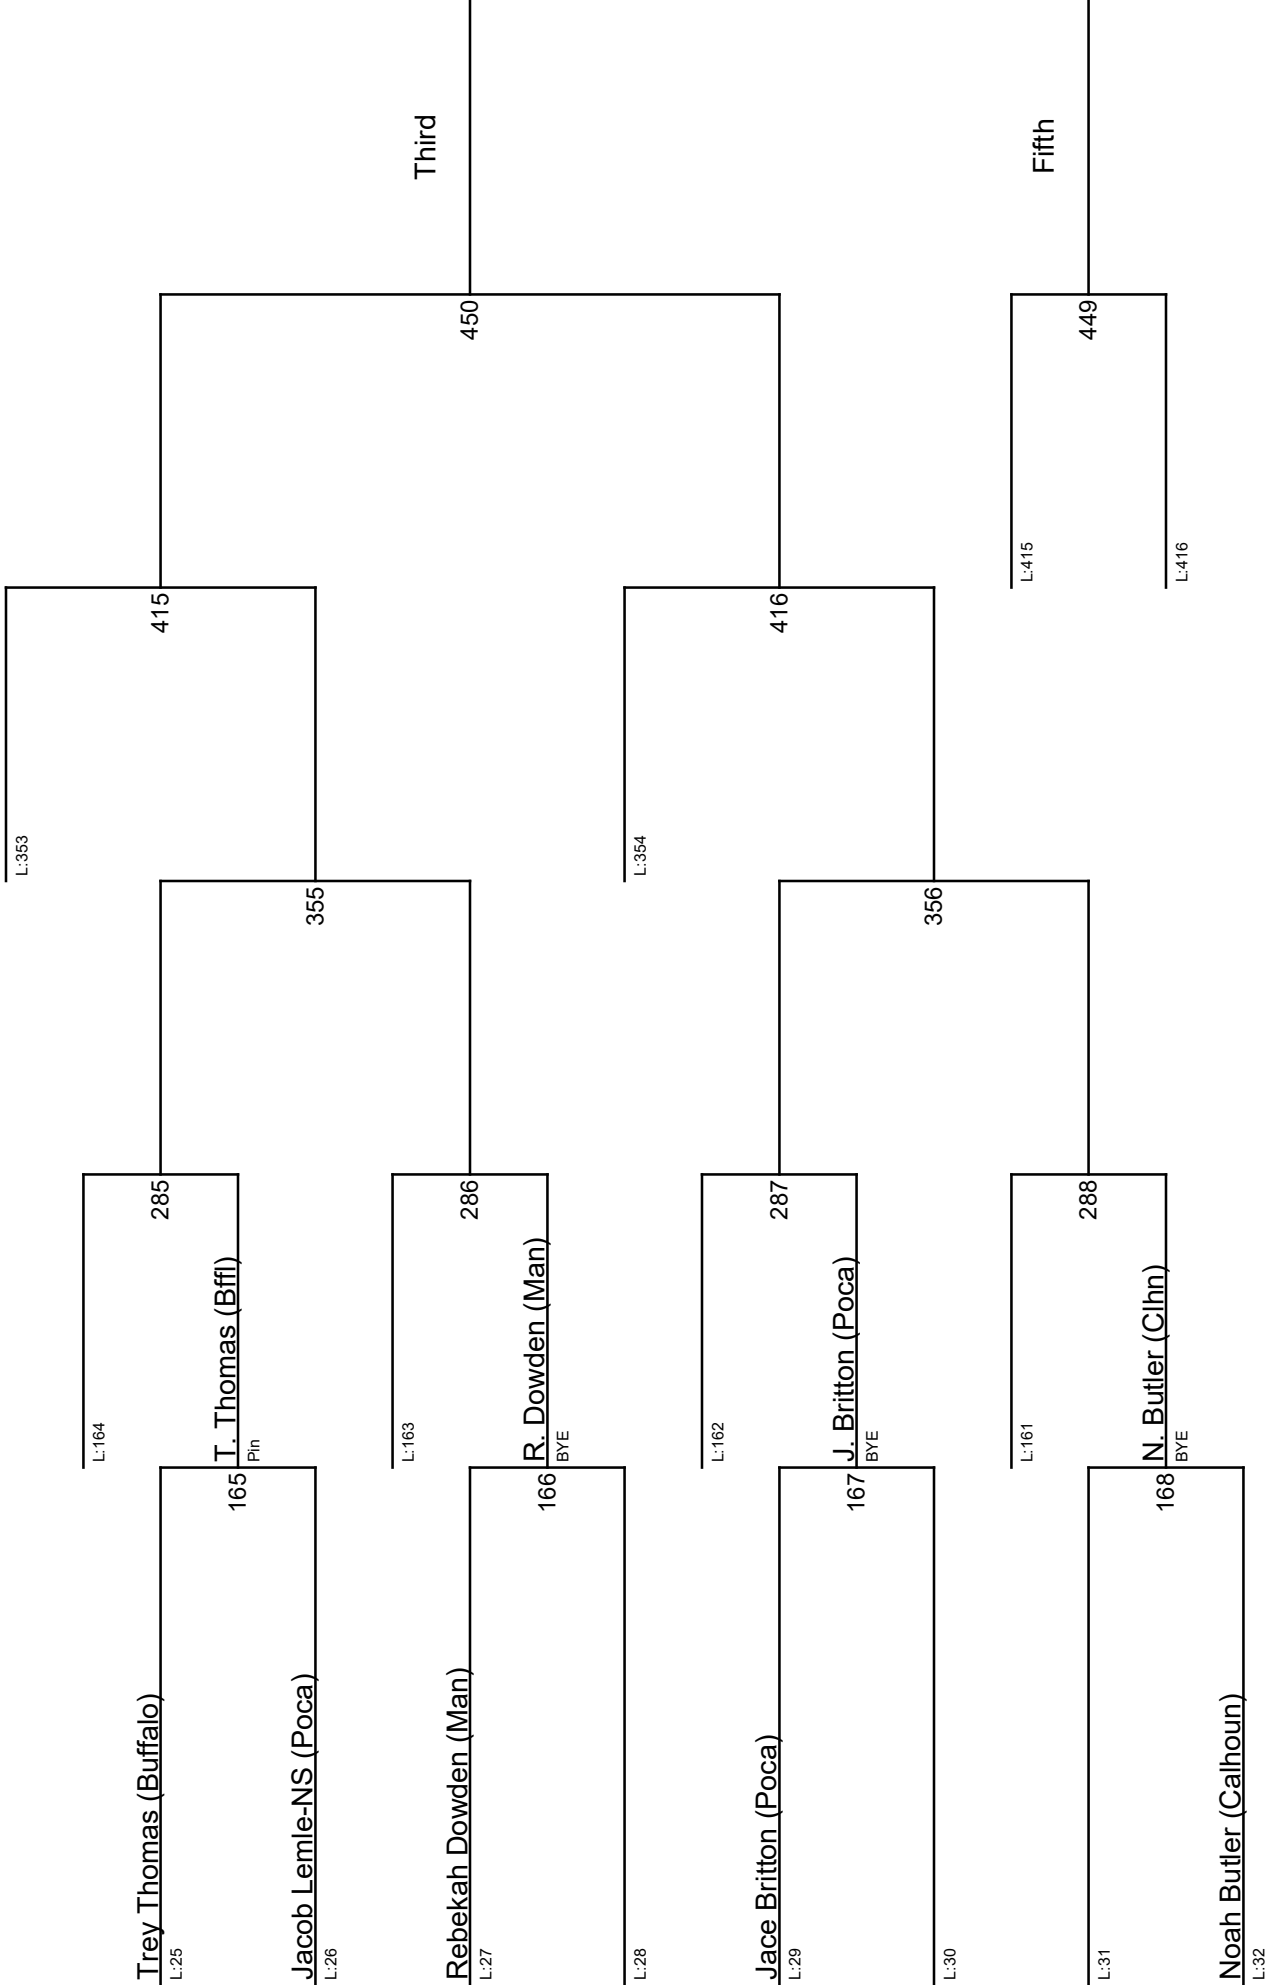 Trey Thomas (Buffalo)
L:25
Jacob Lemle-NS (Poca)
L:26
Rebekah Dowden (Man)
L:27
L:28
Jace Britton (Poca)
L:29
L:30
L:31
Noah Butler (Calhoun)
L:32
L:164
165
T. Thomas (Bffl)
Pin
L:163
166
R. Dowden (Man)
BYE
L:162
167
J. Britton (Poca)
BYE
L:161
168
N. Butler (Clhn)
BYE
285
286
287
288
L:353
355
L:354
356
415
416
L:415
L:416
450
449
Third
Fifth